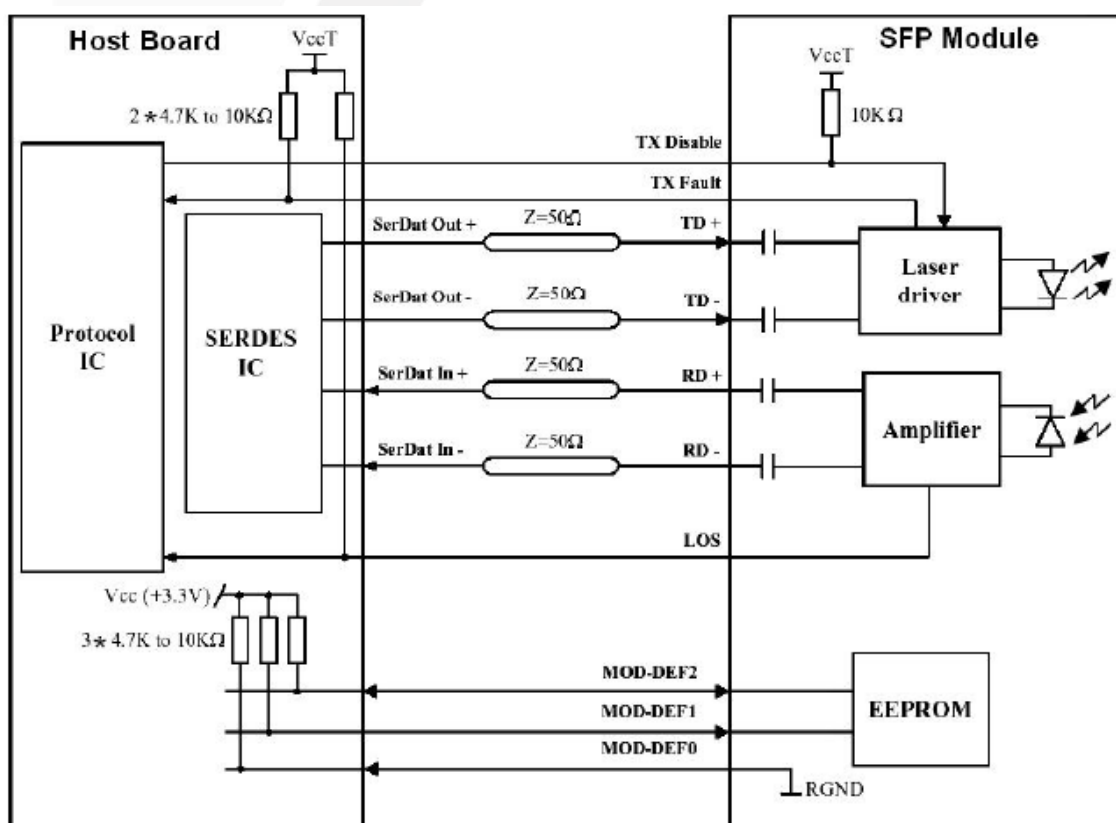 Host Board
SFP Module
VccT
VccT
2*4.7K to 10KΩ
10KΩ
TX Disable
TX Fault
SerDat Out +
Z=50Ω
TD +
SerDat Out -
Z=50Ω
TD -
Laser
driver
Protocol
IC
SERDES
IC
SerDat In +
Z=50Ω
RD +
SerDat In -
Z=50Ω
RD -
Amplifier
LOS
Vcc (+3.3V)
3*4.7K to 10KΩ
MOD-DEF2
MOD-DEF1
MOD-DEF0
EEPROM
RGND